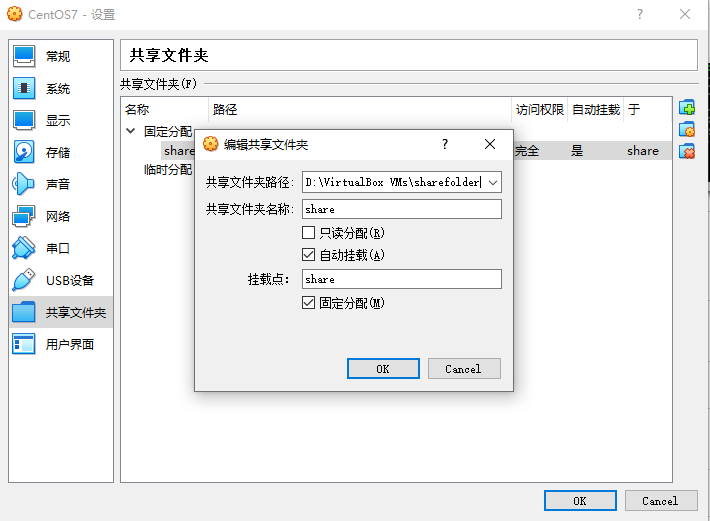 CentOS7 - 设置
常规
系统
显示
存储
声音
网络
串口
USB设备
共享文件夹
用户界面
共享文件夹
共享文件夹(F)
名称 路径 访问权限 自动挂载 于
固定分配
share 完全 是 share
临时分配
编辑共享文件夹
共享文件夹路径: D:\VirtualBox VMs\sharefolder
共享文件夹名称: share
只读分配(R)
自动挂载(A)
挂载点: share
固定分配(M)
OK Cancel
OK Cancel